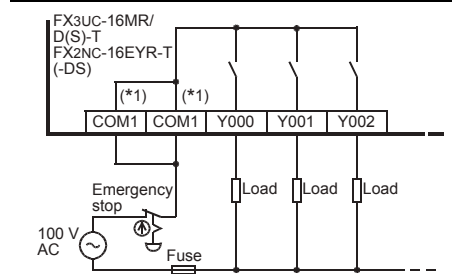 FX3UC-16MR/
D(S)-T
FX2NC-16EYR-T
(-DS)
(*1) (*1)
COM1 COM1 Y000 Y001 Y002
Emergency
stop
Load Load Load
100 V
AC
Fuse